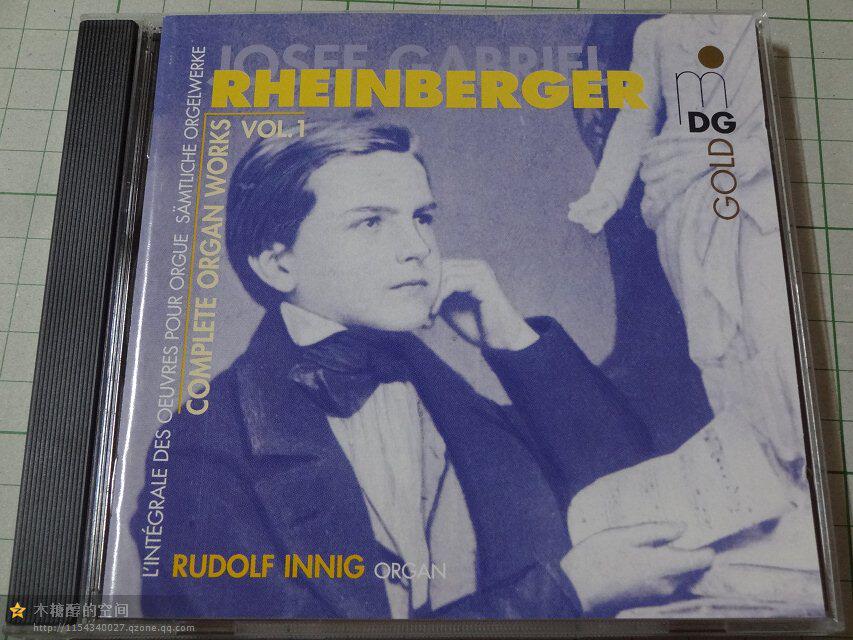 JOSEF GABRIEL
RHEINBERGER
VOL.1
COMPLETE ORGAN WORKS
L'INTÉGRALE DES OEUVRES POUR ORGUE SÄMTLICHE ORGELWERKE
m
DG
GOLD
RUDOLF INNIG ORGAN
木糖醇的空间
http://1154340027.qzone.qq.com